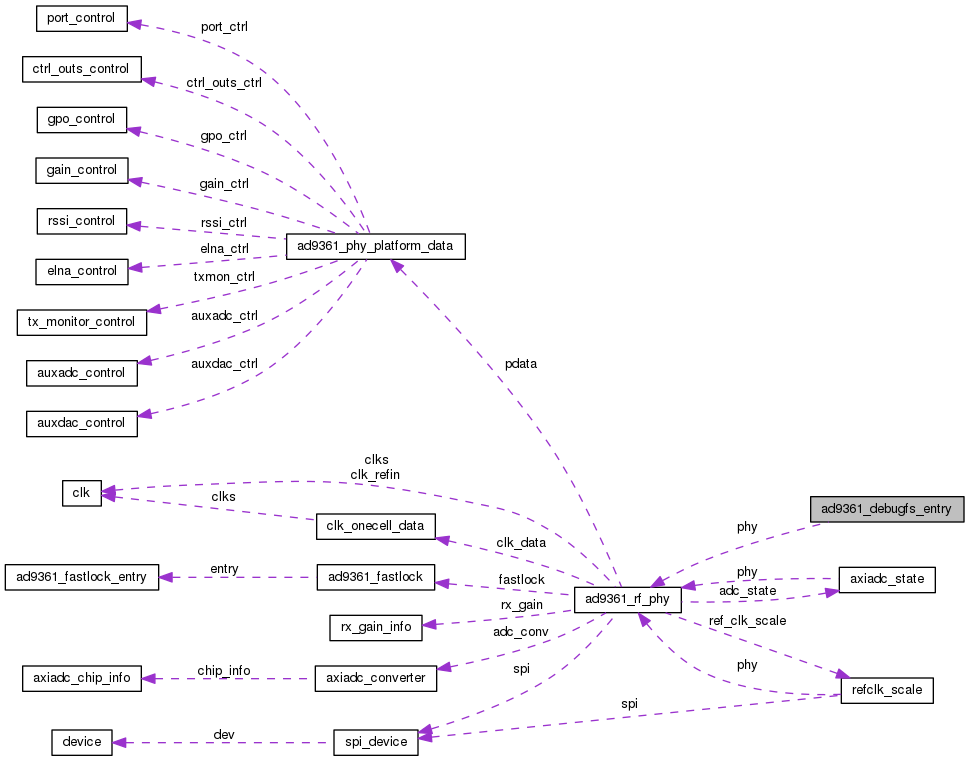 port_control
port_ctrl
ctrl_outs_control
ctrl_outs_ctrl
gpo_control
gpo_ctrl
gain_control
gain_ctrl
rssi_control
rssi_ctrl
ad9361_phy_platform_data
elna_control
elna_ctrl
txmon_ctrl
tx_monitor_control
auxadc_ctrl
auxadc_control
auxdac_ctrl
pdata
auxdac_control
clks
clk_refin
clk
clks
clk_onecell_data
ad9361_debugfs_entry
phy
clk_data
ad9361_fastlock_entry
entry
ad9361_fastlock
fastlock
phy
axiadc_state
adc_state
ad9361_rf_phy
rx_gain
rx_gain_info
ref_clk_scale
adc_conv
axiadc_chip_info
chip_info
axiadc_converter
spi
phy
refclk_scale
spi
device
dev
spi_device